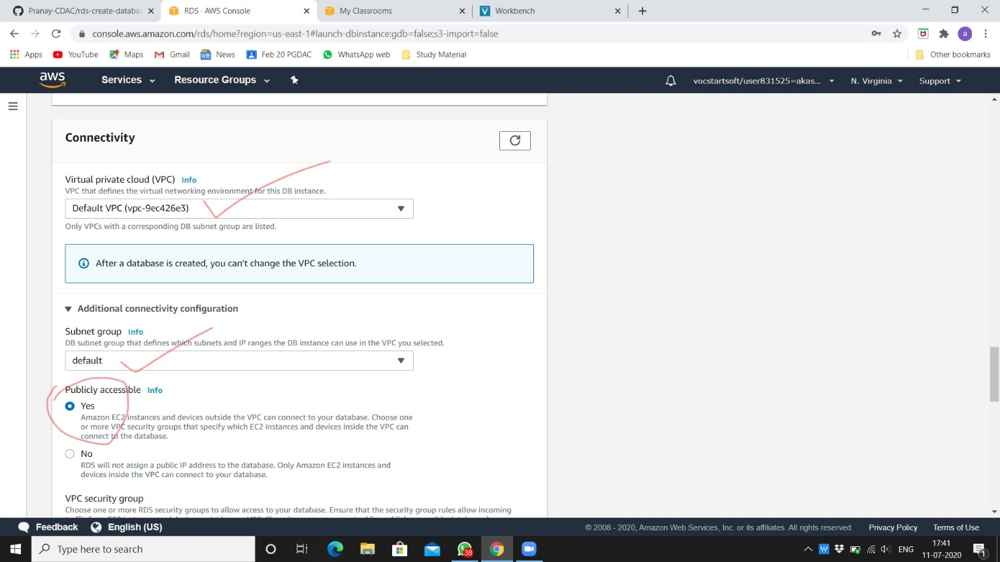 Pranay-CDAC/rds-create-databas
RDS · AWS Console
My Classrooms
Workbench
console.aws.amazon.com/rds/home?region=us-east-1#launch-dbinstance:gdb=false;s3-import=false
a
Apps
YouTube
Maps
Gmail
News
Feb 20 PGDAC
WhatsApp web
Study Material
Other bookmarks
aws
Services
Resource Groups
vocstartsoft/user831525=akas...
N. Virginia
Support
Connectivity
Virtual private cloud (VPC) Info
VPC that defines the virtual networking environment for this DB instance.
Default VPC (vpc-9ec426e3)
Only VPCs with a corresponding DB subnet group are listed.
After a database is created, you can't change the VPC selection.
Additional connectivity configuration
Subnet group Info
DB subnet group that defines which subnets and IP ranges the DB instance can use in the VPC you selected.
default
Publicly accessible Info
Yes
Amazon EC2 instances and devices outside the VPC can connect to your database. Choose one
or more VPC security groups that specify which EC2 instances and devices inside the VPC can
connect to the database.
No
RDS will not assign a public IP address to the database. Only Amazon EC2 instances and
devices inside the VPC can connect to your database.
VPC security group
Choose one or more RDS security groups to allow access to your database. Ensure that the security group rules allow incoming
Feedback
English (US)
© 2008 - 2020, Amazon Web Services, Inc. or its affiliates. All rights reserved.
Privacy Policy
Terms of Use
Type here to search
38
ENG
17:41
11-07-2020
1